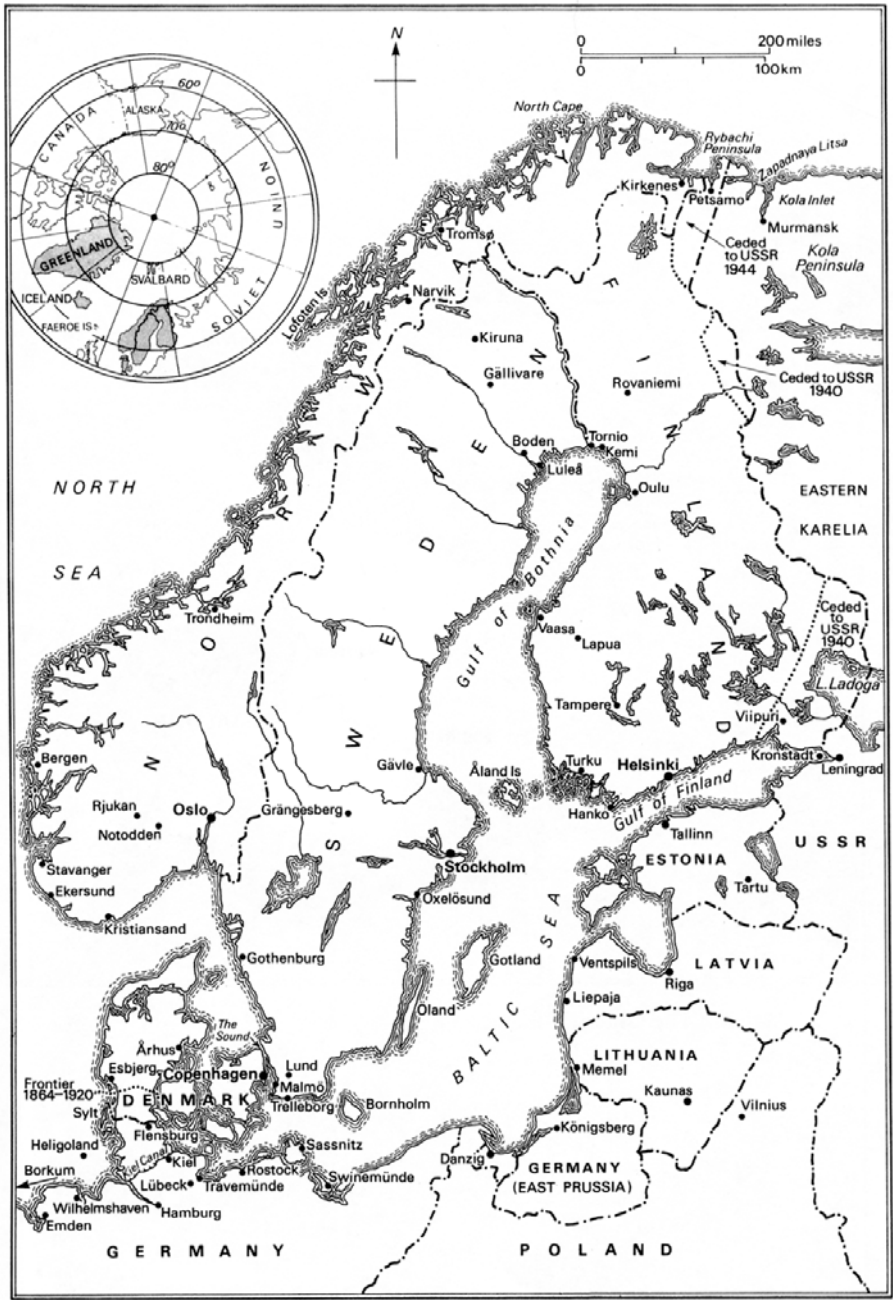 N
0 200 miles
0 100 km
60º
70º
80º
CANADA
ALASKA
SOVIET UNION
GREENLAND
SVALBARD
ICELAND
FAEROE IS
North Cape
Rybachi
Peninsula
Zapadnaya Litsa
Kirkenes
Petsamo
Kola Inlet
Murmansk
Tromsø
Ceded
to USSR
1944
Kola
Peninsula
Lofoten Is
Narvik
Kiruna
Gällivare
Rovaniemi
Ceded to USSR
1940
Boden
Luleå
Tornio
Kemi
Oulu
NORTH
SEA
EASTERN
KARELIA
NORWAY
SWEDEN
FINLAND
Gulf of Bothnia
Trondheim
Vaasa
Lapua
Ceded
to
USSR
1940
L. Ladoga
Tampere
Viipuri
Bergen
Gävle
Åland Is
Turku
Helsinki
Kronstadt
Leningrad
Rjukan
Notodden
Oslo
Grängesberg
Hanko
Gulf of Finland
Tallinn
USSR
Stockholm
ESTONIA
Tartu
Stavanger
Ekersund
Oxelösund
Kristiansand
Gothenburg
Gotland
Ventspils
Riga
LATVIA
Öland
Liepaja
BALTIC SEA
The
Sound
Århus
Esbjerg
Copenhagen
Lund
Malmö
Trelleborg
Bornholm
LITHUANIA
Memel
Kaunas
Vilnius
Frontier
1864–1920
DENMARK
Sylt
Flensburg
Heligoland
Kiel Canal
Kiel
Sassnitz
Königsberg
Danzig
Borkum
Rostock
Lübeck
Travemünde
Swinemünde
GERMANY
(EAST PRUSSIA)
Wilhelmshaven
Hamburg
Emden
GERMANY
POLAND